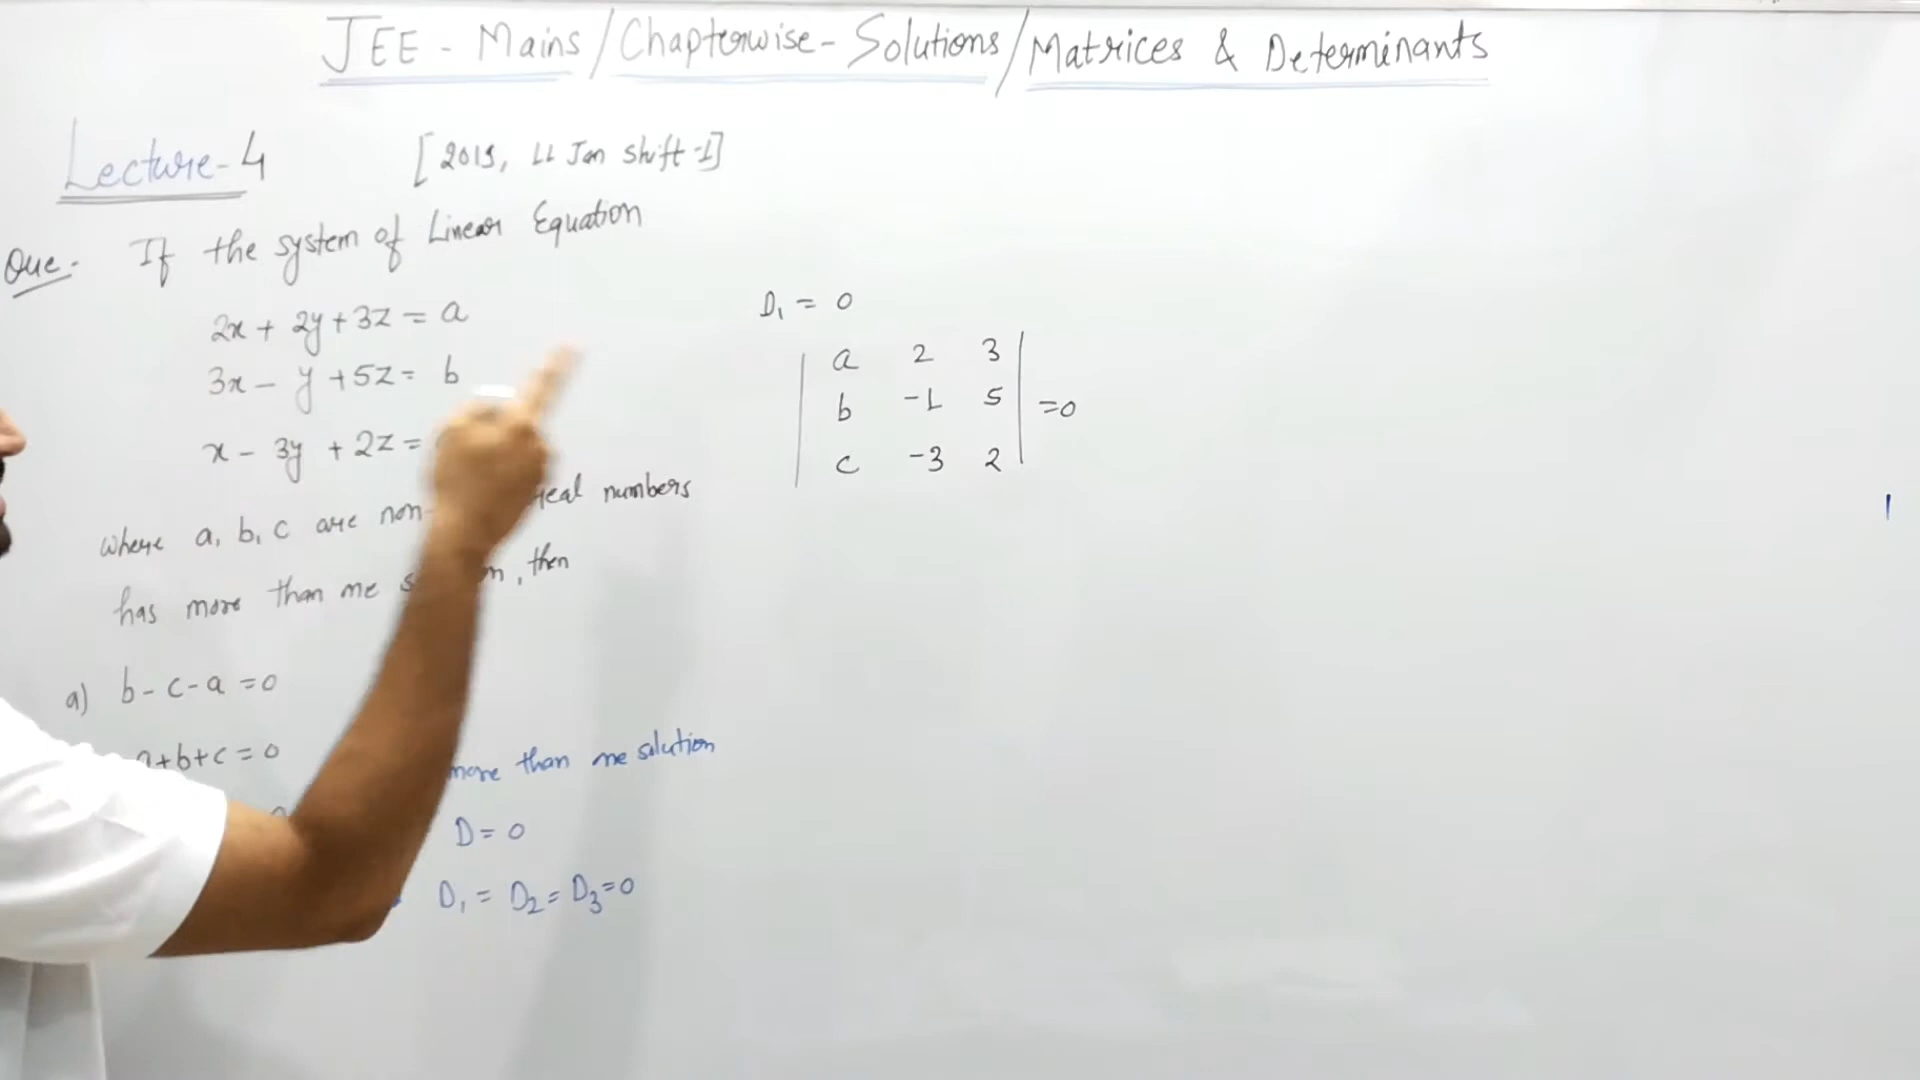 JEE - Mains / Chapterwise - Solutions / Matrices & Determinants
Lecture-4 [2019, 11 Jan Shift-1]
Que- If the system of Linear Equation
2x + 2y + 3z = a
3x - y + 5z = b
x - 3y + 2z =
where a, b, c are non- real numbers
has more than one , then
a) b - c - a = 0
a + b + c = 0
more than one solution
D = 0
D₁ = D₂ = D₃ = 0
D₁ = 0
| a 2 3 |
| b -1 5 | = 0
| c -3 2 |